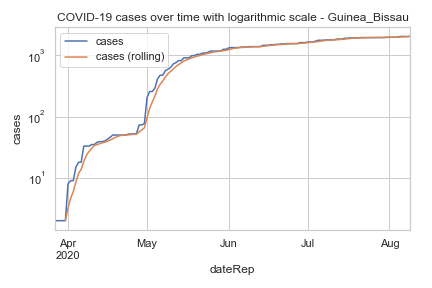 COVID-19 cases over time with logarithmic scale - Guinea_Bissau
cases
cases (rolling)
10³
10²
10¹
cases
Apr
2020
May
Jun
Jul
Aug
dateRep